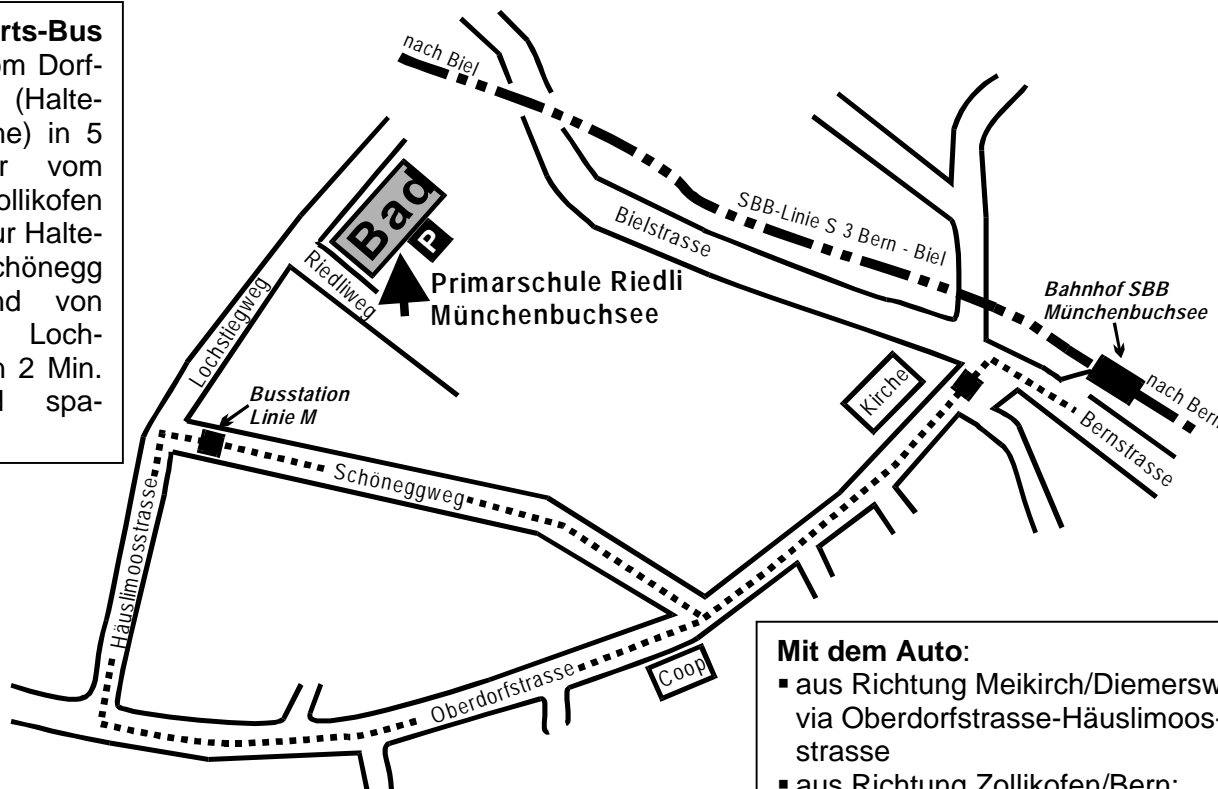 rts-Bus
om Dorf-
(Halte-
ne) in 5
r vom
ollikofen
ur Halte-
chönegg
nd von
Loch-
n 2 Min.
l spa-
nach Biel
SBB-Linie S 3 Bern - Biel
Bielstrasse
Bad
P
Riedliweg
Primarschule Riedli
Münchenbuchsee
Lochstiegweg
Bahnhof SBB
Münchenbuchsee
nach Bern
Kirche
Bernstrasse
Busstation
Linie M
Schöneggweg
Häuslimoosstrasse
Oberdorfstrasse
Coop
Mit dem Auto:
▪ aus Richtung Meikirch/Diemersw
via Oberdorfstrasse-Häuslimoos-
strasse
▪ aus Richtung Zollikofen/Bern: